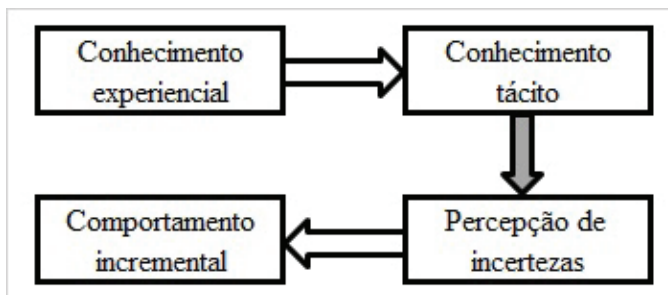 Conhecimento
experiencial
Conhecimento
tácito
Comportamento
incremental
Percepção de
incertezas